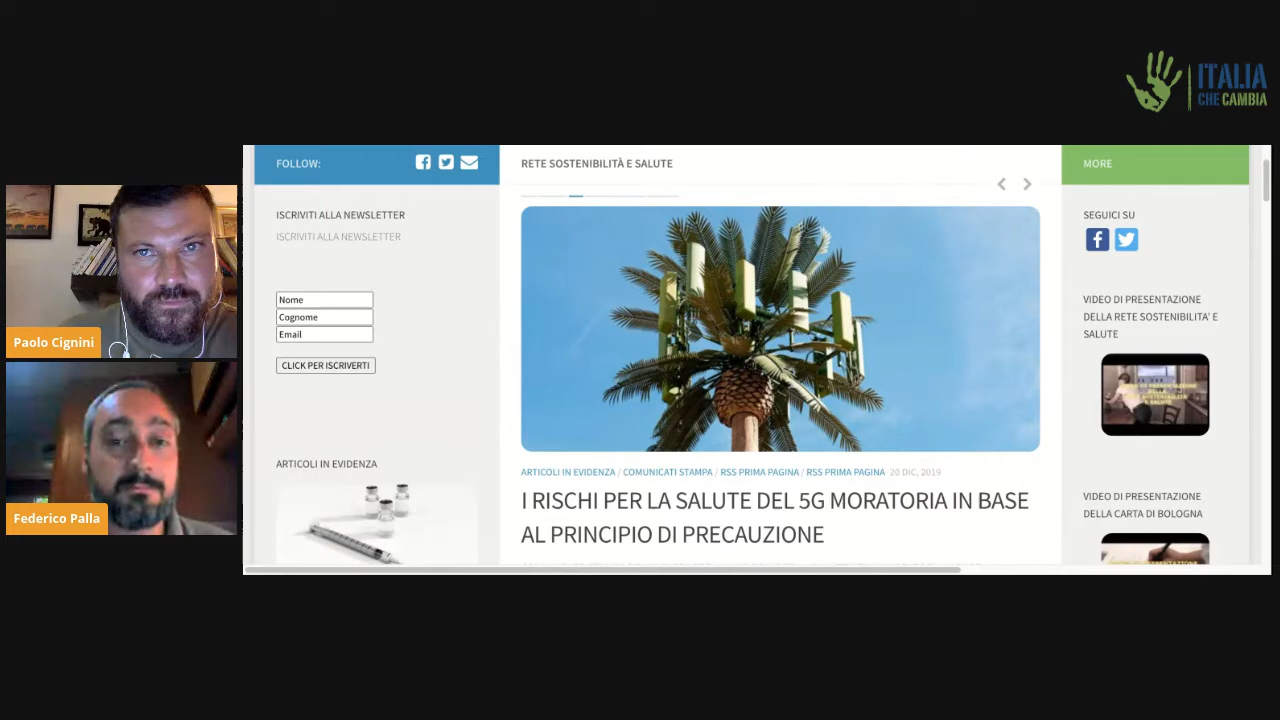 ITALIA
CHE CAMBIA
Paolo Cignini
Federico Palla
FOLLOW:
ISCRIVITI ALLA NEWSLETTER
ISCRIVITI ALLA NEWSLETTER
Nome
Cognome
Email
CLICK PER ISCRIVERTI
ARTICOLI IN EVIDENZA
RETE SOSTENIBILITÀ E SALUTE
ARTICOLI IN EVIDENZA / COMUNICATI STAMPA / RSS PRIMA PAGINA / RSS PRIMA PAGINA 20 DIC, 2019
I RISCHI PER LA SALUTE DEL 5G MORATORIA IN BASE
AL PRINCIPIO DI PRECAUZIONE
MORE
SEGUICI SU
VIDEO DI PRESENTAZIONE
DELLA RETE SOSTENIBILITA' E
SALUTE
VIDEO DI PRESENTAZIONE
DELLA CARTA DI BOLOGNA